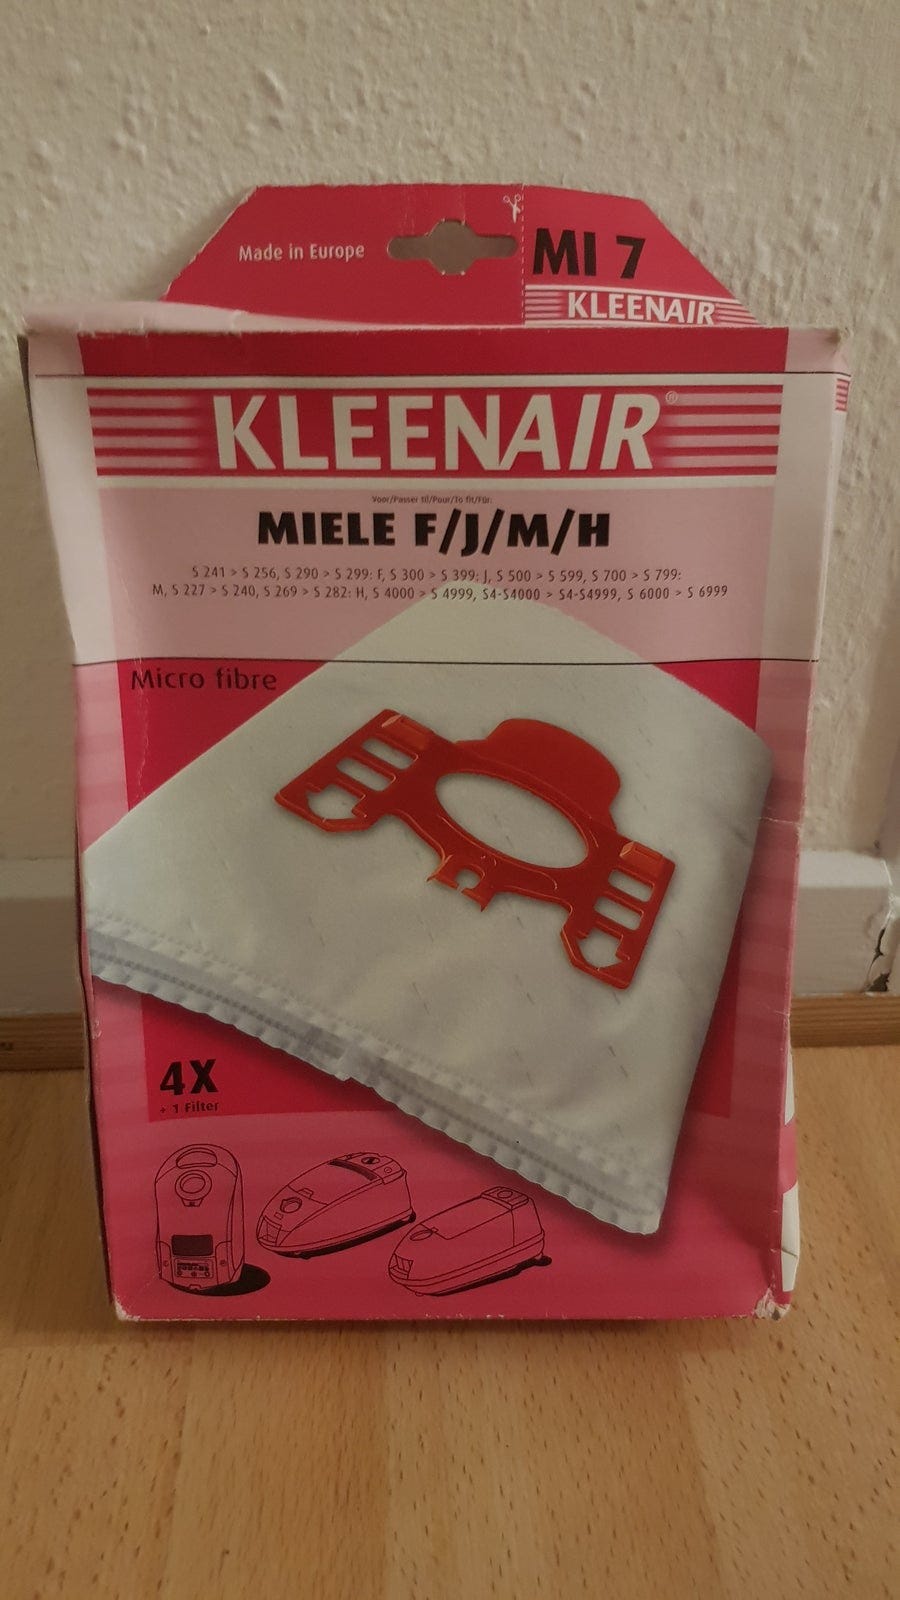 Made in Europe
MI 7
KLEENAIR
KLEENAIR®
Voor/Passer til/Pour/To fit/Für:
MIELE F/J/M/H
S 241 > S 256, S 290 > S 299: F, S 300 > S 399: J, S 500 > S 599, S 700 > S 799:
M, S 227 > S 240, S 269 > S 282: H, S 4000 > S 4999, S4-S4000 > S4-S4999, S 6000 > S 6999
Micro fibre
4X
+ 1 Filter